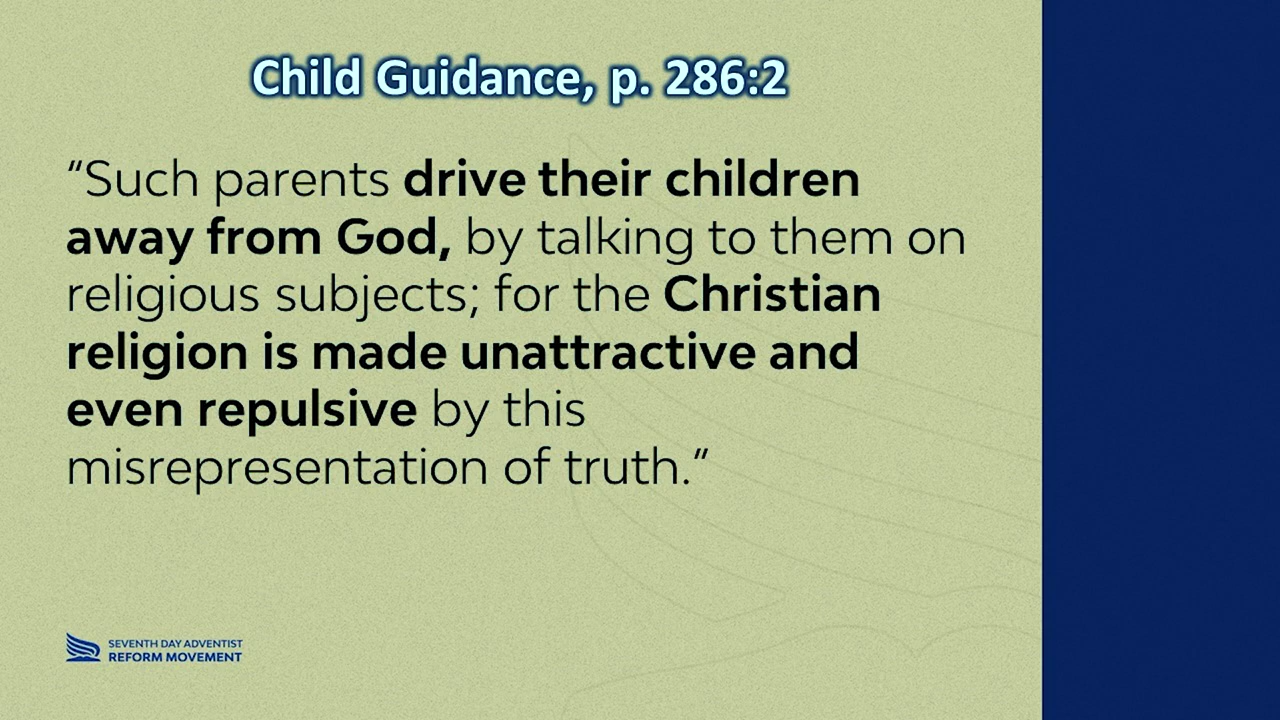 Child Guidance, p. 286:2
“Such parents drive their children
away from God, by talking to them on
religious subjects; for the Christian
religion is made unattractive and
even repulsive by this
misrepresentation of truth.”
SEVENTH DAY ADVENTIST
REFORM MOVEMENT